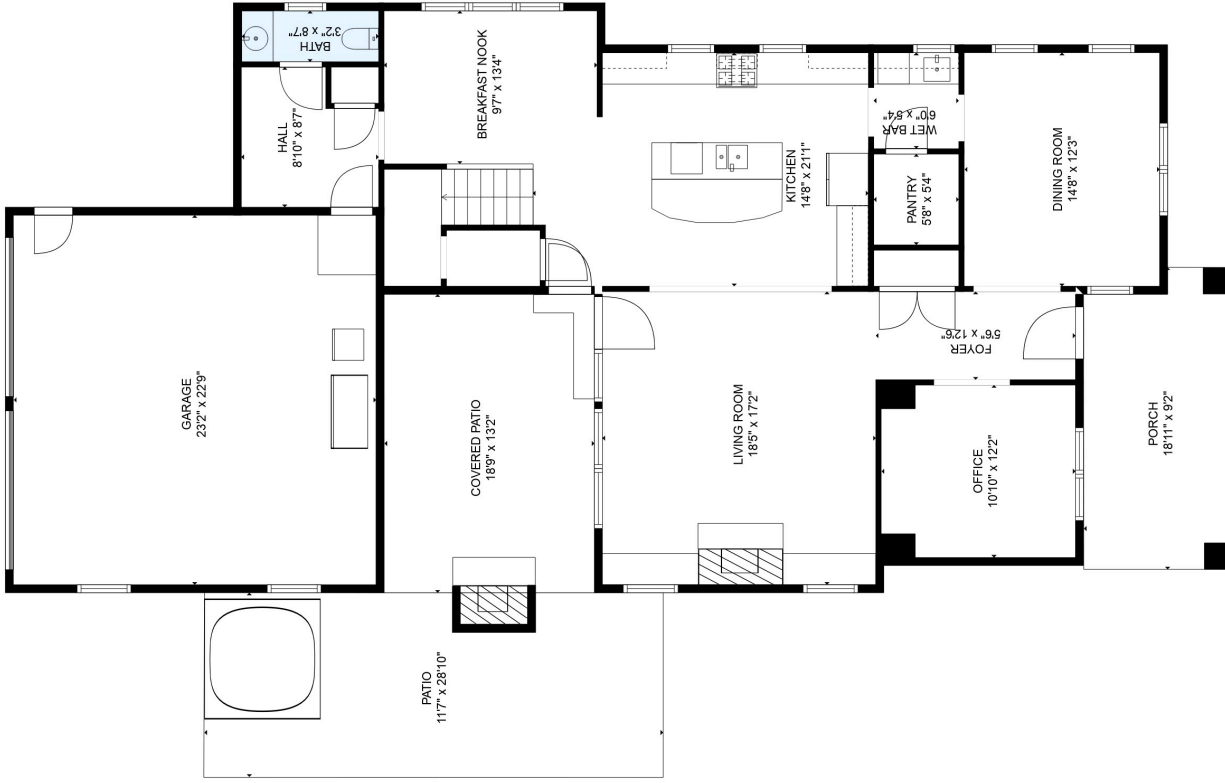 BATH
3'2" x 8'7"
HALL
8'10" x 8'7"
BREAKFAST NOOK
9'7" x 13'4"
KITCHEN
14'8" x 21'1"
WET BAR
6'0" x 5'4"
PANTRY
5'8" x 5'4"
DINING ROOM
14'8" x 12'3"
GARAGE
23'2" x 22'9"
COVERED PATIO
18'9" x 13'2"
LIVING ROOM
18'5" x 17'2"
FOYER
5'6" x 12'6"
OFFICE
10'10" x 12'2"
PORCH
18'11" x 9'2"
PATIO
11'7" x 28'10"